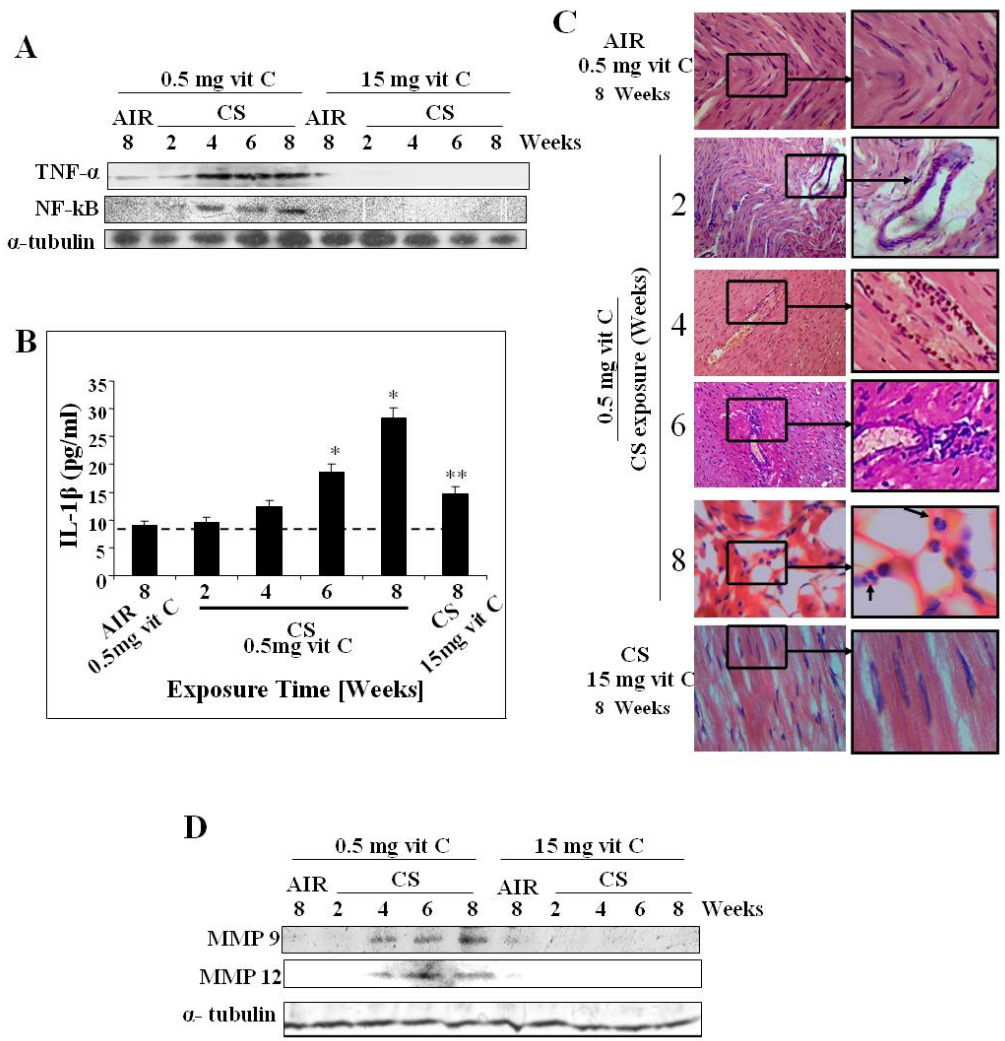 A
0.5 mg vit C 15 mg vit C
AIR CS AIR CS
8 2 4 6 8 8 2 4 6 8 Weeks
TNF-α
NF-kB
α-tubulin
B
IL-1β (pg/ml)
35
30
25
20
15
10
5
0
* * **
8 2 4 6 8 8
AIR 0.5mg vit C
CS
0.5mg vit C
CS 15mg vit C
Exposure Time [Weeks]
C
AIR
0.5 mg vit C
8 Weeks
0.5 mg vit C
CS exposure (Weeks)
2
4
6
8
CS
15 mg vit C
8 Weeks
D
0.5 mg vit C 15 mg vit C
AIR CS AIR CS
8 2 4 6 8 8 2 4 6 8 Weeks
MMP 9
MMP 12
α- tubulin